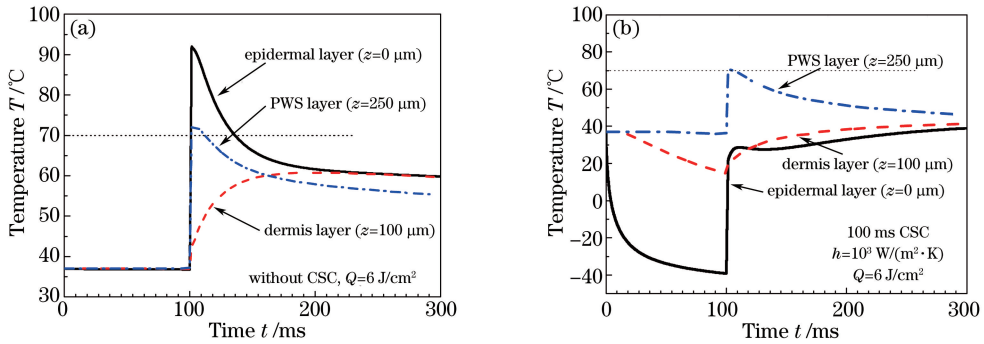 (a)
epidermal layer (z=0 μm)
PWS layer (z=250 μm)
dermis layer (z=100 μm)
without CSC, Q=6 J/cm²
Temperature T /℃
100
90
80
70
60
50
40
30
0
100
200
300
Time t /ms
(b)
PWS layer (z=250 μm)
dermis layer (z=100 μm)
epidermal layer (z=0 μm)
100 ms CSC
h=10³ W/(m²·K)
Q=6 J/cm²
Temperature T /℃
100
80
60
40
20
0
−20
−40
0
100
200
300
Time t /ms